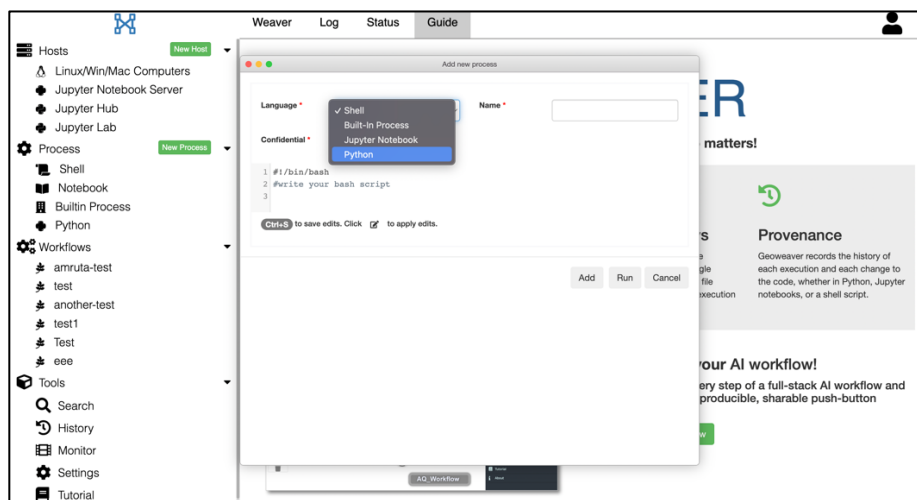 Weaver Log Status Guide
Hosts New Host
Linux/Win/Mac Computers
Jupyter Notebook Server
Jupyter Hub
Jupyter Lab
Process New Process
Shell
Notebook
Builtin Process
Python
Workflows
amruta-test
test
another-test
test1
Test
eee
Tools
Search
History
Monitor
Settings
Tutorial
Add new process
Language *
✓ Shell
Built-In Process
Jupyter Notebook
Python
Name *
Confidential *
1 #!/bin/bash
2 #write your bash script
3
Ctrl+S to save edits. Click to apply edits.
Add Run Cancel
ER
matters!
rs
e
gle
file
execution
Provenance
Geoweaver records the history of
each execution and each change to
the code, whether in Python, Jupyter
notebooks, or a shell script.
our AI workflow!
ery step of a full-stack AI workflow and
producible, sharable push-button
w
AQ_Workflow